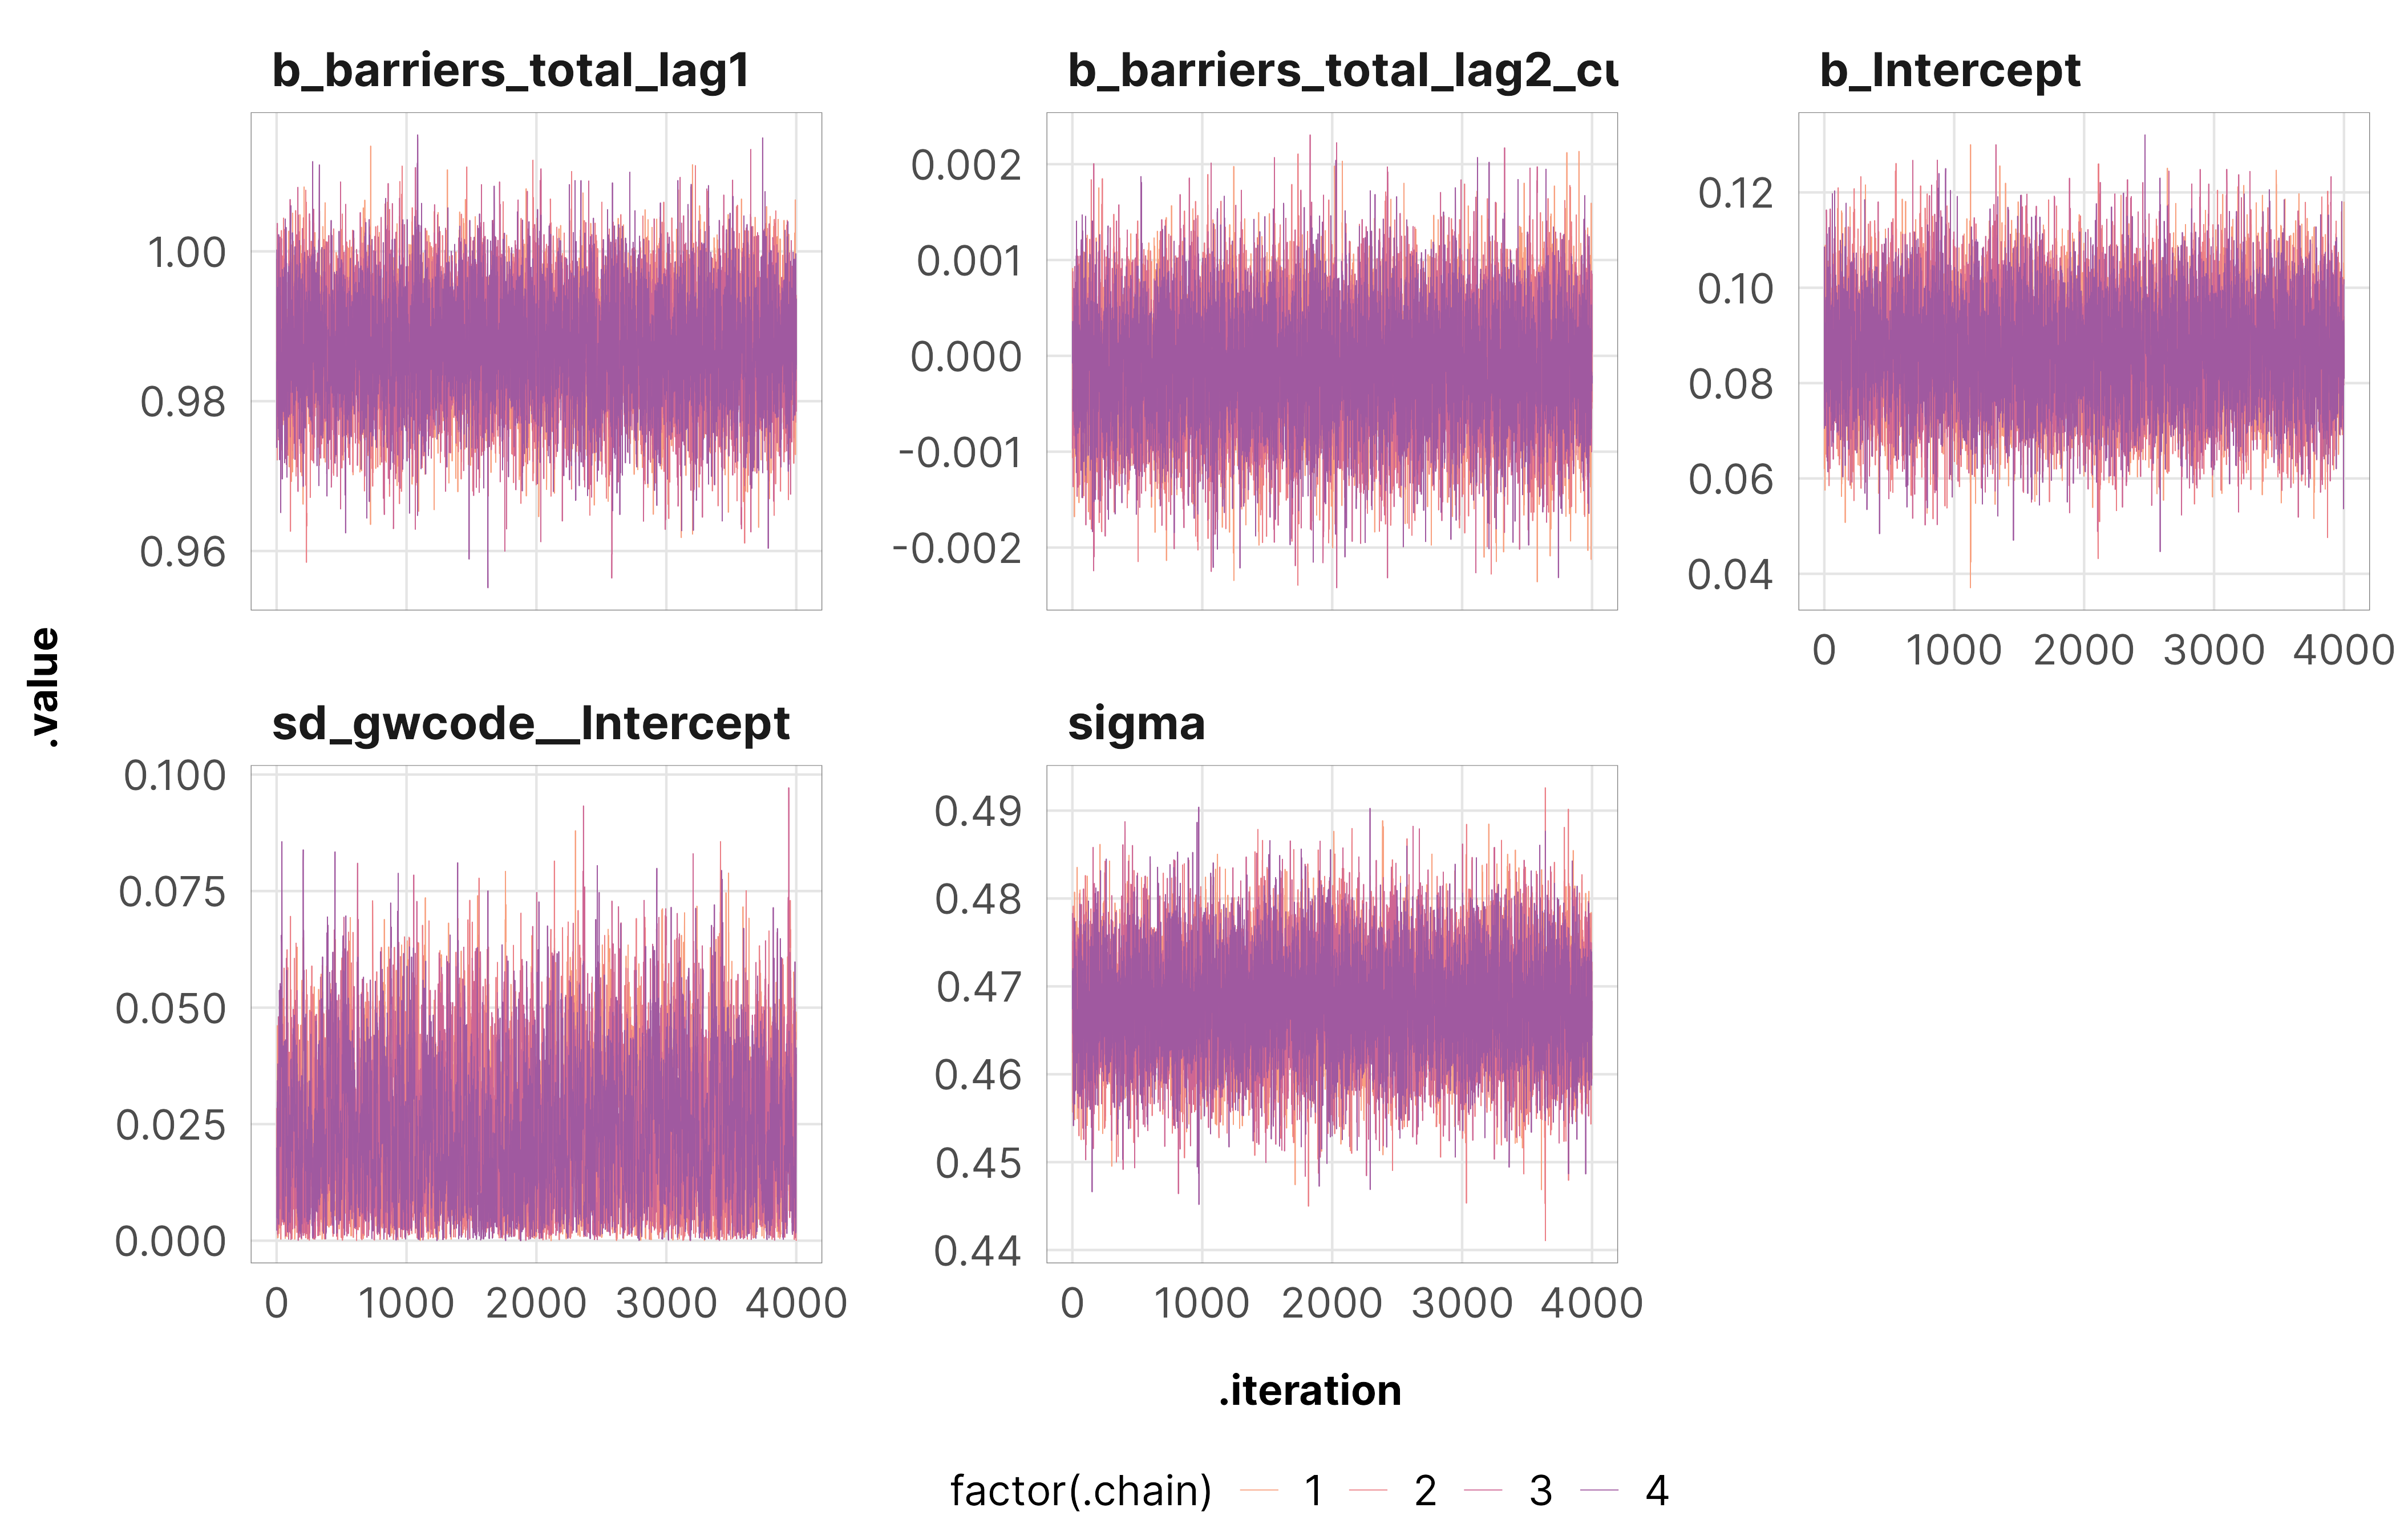 b_barriers_total_lag1
b_barriers_total_lag2_cu
b_Intercept
1.00
0.98
0.96
0.002
0.001
0.000
-0.001
-0.002
0.12
0.10
0.08
0.06
0.04
0 1000 2000 3000 4000
.value
sd_gwcode__Intercept
sigma
0.100
0.075
0.050
0.025
0.000
0.49
0.48
0.47
0.46
0.45
0.44
0 1000 2000 3000 4000
0 1000 2000 3000 4000
.iteration
factor(.chain) 1 2 3 4